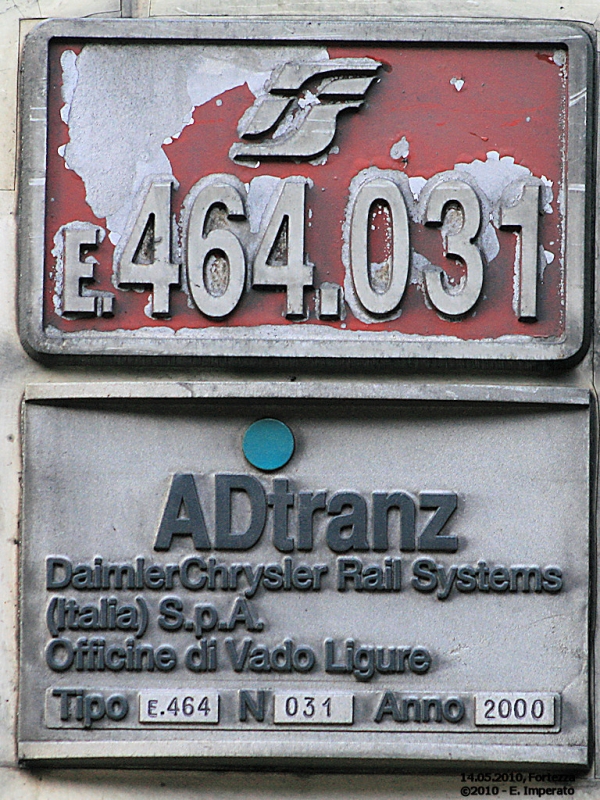 E.464.031
ADtranz
DaimlerChrysler Rail Systems
(Italia) S.p.A.
Officine di Vado Ligure
Tipo E.464 N 031 Anno 2000
14.05.2010, Fortezza
©2010 - E. Imperato